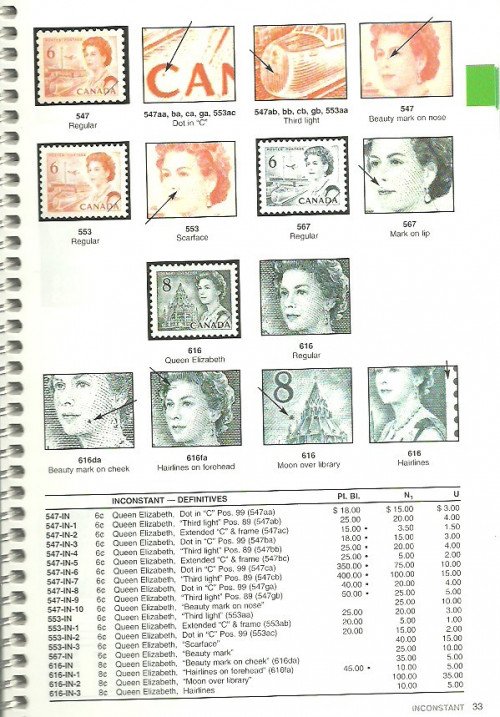 6 CANADA
CAN
6 CANADA
547
Regular
547aa, ba, ca, ga, 553ac
Dot in "C"
547ab, bb, cb, gb, 553aa
Third light
547
Beauty mark on nose
6 CANADA
6 CANADA
553
Regular
553
Scarface
567
Regular
567
Mark on lip
8 CANADA
616
Queen Elizabeth
616
Regular
8
616da
Beauty mark on cheek
616fa
Hairlines on forehead
616
Moon over library
616
Hairlines
INCONSTANT — DEFINITIVES Pl. Bl. N1 U
547-IN 6c Queen Elizabeth, Dot in "C" Pos. 99 (547aa) $ 18.00 $ 15.00 $ 3.00
547-IN-1 6c Queen Elizabeth, "Third light" Pos. 89 (547ab) 25.00 20.00 4.00
547-IN-2 6c Queen Elizabeth, Extended "C" & frame (547ac) 15.00 • 3.50 1.50
547-IN-3 6c Queen Elizabeth, Dot in "C" Pos. 99 (547ba) 18.00 • 15.00 3.00
547-IN-4 6c Queen Elizabeth, "Third light" Pos. 89 (547bb) 25.00 • 20.00 4.00
547-IN-5 6c Queen Elizabeth, Extended "C" & frame (547bc) 25.00 • 5.00 2.00
547-IN-6 6c Queen Elizabeth, Dot in "C" Pos. 99 (547ca) 350.00 • 75.00 10.00
547-IN-7 6c Queen Elizabeth, "Third light" Pos. 89 (547cb) 400.00 • 100.00 15.00
547-IN-8 6c Queen Elizabeth, Dot in "C" Pos. 99 (547ga) 40.00 • 20.00 4.00
547-IN-9 6c Queen Elizabeth, "Third light" Pos. 89 (547gb) 50.00 • 25.00 5.00
547-IN-10 6c Queen Elizabeth, "Beauty mark on nose" 25.00 10.00
553-IN 6c Queen Elizabeth, "Third light" (553aa) 25.00 20.00 3.00
553-IN-1 6c Queen Elizabeth, Extended "C" & frame (553ab) 20.00 5.00 1.00
553-IN-2 6c Queen Elizabeth, Dot in "C" Pos. 99 (553ac) 20.00 15.00 2.00
553-IN-3 6c Queen Elizabeth, "Scarface" 40.00 15.00
567-IN 6c Queen Elizabeth, "Beauty mark" 25.00 10.00
616-IN 8c Queen Elizabeth, "Beauty mark on cheek" (616da) 35.00 5.00
616-IN-1 8c Queen Elizabeth, "Hairlines on forehead" (616fa) 45.00 • 10.00 5.00
616-IN-2 8c Queen Elizabeth, "Moon over library" 100.00 35.00
616-IN-3 8c Queen Elizabeth, Hairlines 10.00 5.00
INCONSTANT 33